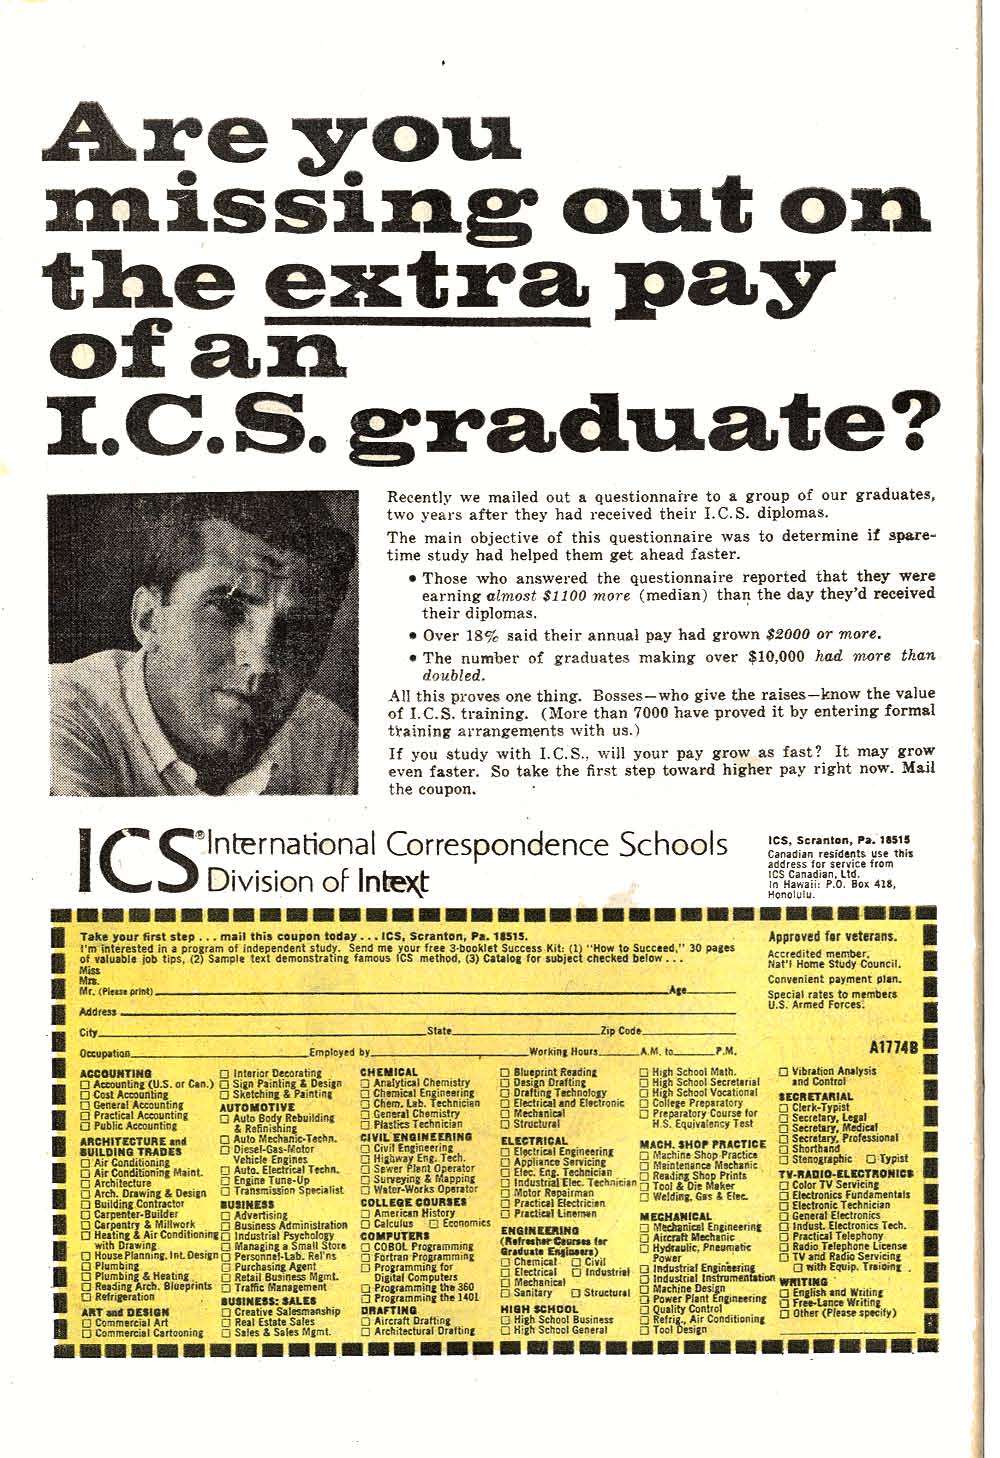 Are you
missing out on
the extra pay
of an
I.C.S. graduate?
Recently we mailed out a questionnaire to a group of our graduates,
two years after they had received their I.C.S. diplomas.
The main objective of this questionnaire was to determine if spare-
time study had helped them get ahead faster.
• Those who answered the questionnaire reported that they were
earning almost $1100 more (median) than the day they'd received
their diplomas.
• Over 18% said their annual pay had grown $2000 or more.
• The number of graduates making over $10,000 had more than
doubled.
All this proves one thing. Bosses—who give the raises—know the value
of I.C.S. training. (More than 7000 have proved it by entering formal
training arrangements with us.)
If you study with I.C.S., will your pay grow as fast? It may grow
even faster. So take the first step toward higher pay right now. Mail
the coupon.
ICS® International Correspondence Schools
Division of Intext
ICS, Scranton, Pa. 18515
Canadian residents use this
address for service from
ICS Canadian, Ltd.
In Hawaii: P.O. Box 418,
Honolulu.
Take your first step . . . mail this coupon today . . . ICS, Scranton, Pa. 18515.
I'm interested in a program of independent study. Send me your free 3-booklet Success Kit: (1) "How to Succeed," 30 pages
of valuable job tips, (2) Sample text demonstrating famous ICS method, (3) Catalog for subject checked below . . .
Miss
Mrs.
Mr. (Please print) Age
Address
City State Zip Code
Occupation Employed by Working Hours A.M. to P.M.
Approved for veterans.
Accredited member,
Nat'l Home Study Council.
Convenient payment plan.
Special rates to members
U.S. Armed Forces.
A1774B
ACCOUNTING
□ Accounting (U.S. or Can.)
□ Cost Accounting
□ General Accounting
□ Practical Accounting
□ Public Accounting
ARCHITECTURE and
BUILDING TRADES
□ Air Conditioning
□ Air Conditioning Maint.
□ Architecture
□ Arch. Drawing & Design
□ Building Contractor
□ Carpenter-Builder
□ Carpentry & Millwork
□ Heating & Air Conditioning
with Drawing
□ House Planning, Int. Design
□ Plumbing
□ Plumbing & Heating
□ Reading Arch. Blueprints
□ Refrigeration
ART and DESIGN
□ Commercial Art
□ Commercial Cartooning
□ Interior Decorating
□ Sign Painting & Design
□ Sketching & Painting
AUTOMOTIVE
□ Auto Body Rebuilding
& Refinishing
□ Auto Mechanic-Techn.
□ Diesel-Gas-Motor
Vehicle Engines
□ Auto. Electrical Techn.
□ Engine Tune-Up
□ Transmission Specialist
BUSINESS
□ Advertising
□ Business Administration
□ Industrial Psychology
□ Managing a Small Store
□ Personnel-Lab. Rel'ns
□ Purchasing Agent
□ Retail Business Mgmt.
□ Traffic Management
BUSINESS: SALES
□ Creative Salesmanship
□ Real Estate Sales
□ Sales & Sales Mgmt.
CHEMICAL
□ Analytical Chemistry
□ Chemical Engineering
□ Chem. Lab. Technician
□ General Chemistry
□ Plastics Technician
CIVIL ENGINEERING
□ Civil Engineering
□ Highway Eng. Tech.
□ Sewer Plant Operator
□ Surveying & Mapping
□ Water-Works Operator
COLLEGE COURSES
□ American History
□ Calculus □ Economics
COMPUTERS
□ COBOL Programming
□ Fortran Programming
□ Programming for
Digital Computers
□ Programming the 360
□ Programming the 1401
DRAFTING
□ Aircraft Drafting
□ Architectural Drafting
□ Blueprint Reading
□ Design Drafting
□ Drafting Technology
□ Electrical and Electronic
□ Mechanical
□ Structural
ELECTRICAL
□ Electrical Engineering
□ Appliance Servicing
□ Elec. Eng. Technician
□ Industrial Elec. Technician
□ Motor Repairman
□ Practical Electrician
□ Practical Lineman
ENGINEERING
(Refresher Courses for
Graduate Engineers)
□ Chemical □ Civil
□ Electrical □ Industrial
□ Mechanical
□ Sanitary □ Structural
HIGH SCHOOL
□ High School Business
□ High School General
□ High School Math.
□ High School Secretarial
□ High School Vocational
□ College Preparatory
□ Preparatory Course for
H.S. Equivalency Test
MACH. SHOP PRACTICE
□ Machine Shop Practice
□ Maintenance Mechanic
□ Reading Shop Prints
□ Tool & Die Maker
□ Welding, Gas & Elec.
MECHANICAL
□ Mechanical Engineering
□ Aircraft Mechanic
□ Hydraulic, Pneumatic
Power
□ Industrial Engineering
□ Industrial Instrumentation
□ Machine Design
□ Power Plant Engineering
□ Quality Control
□ Refrig., Air Conditioning
□ Tool Design
□ Vibration Analysis
and Control
SECRETARIAL
□ Clerk-Typist
□ Secretary, Legal
□ Secretary, Medical
□ Secretary, Professional
□ Shorthand
□ Stenographic □ Typist
TV-RADIO-ELECTRONICS
□ Color TV Servicing
□ Electronics Fundamentals
□ Electronic Technician
□ General Electronics
□ Indust. Electronics Tech.
□ Practical Telephony
□ Radio Telephone License
□ TV and Radio Servicing
□ with Equip. Training
WRITING
□ English and Writing
□ Free-Lance Writing
□ Other (Please specify)